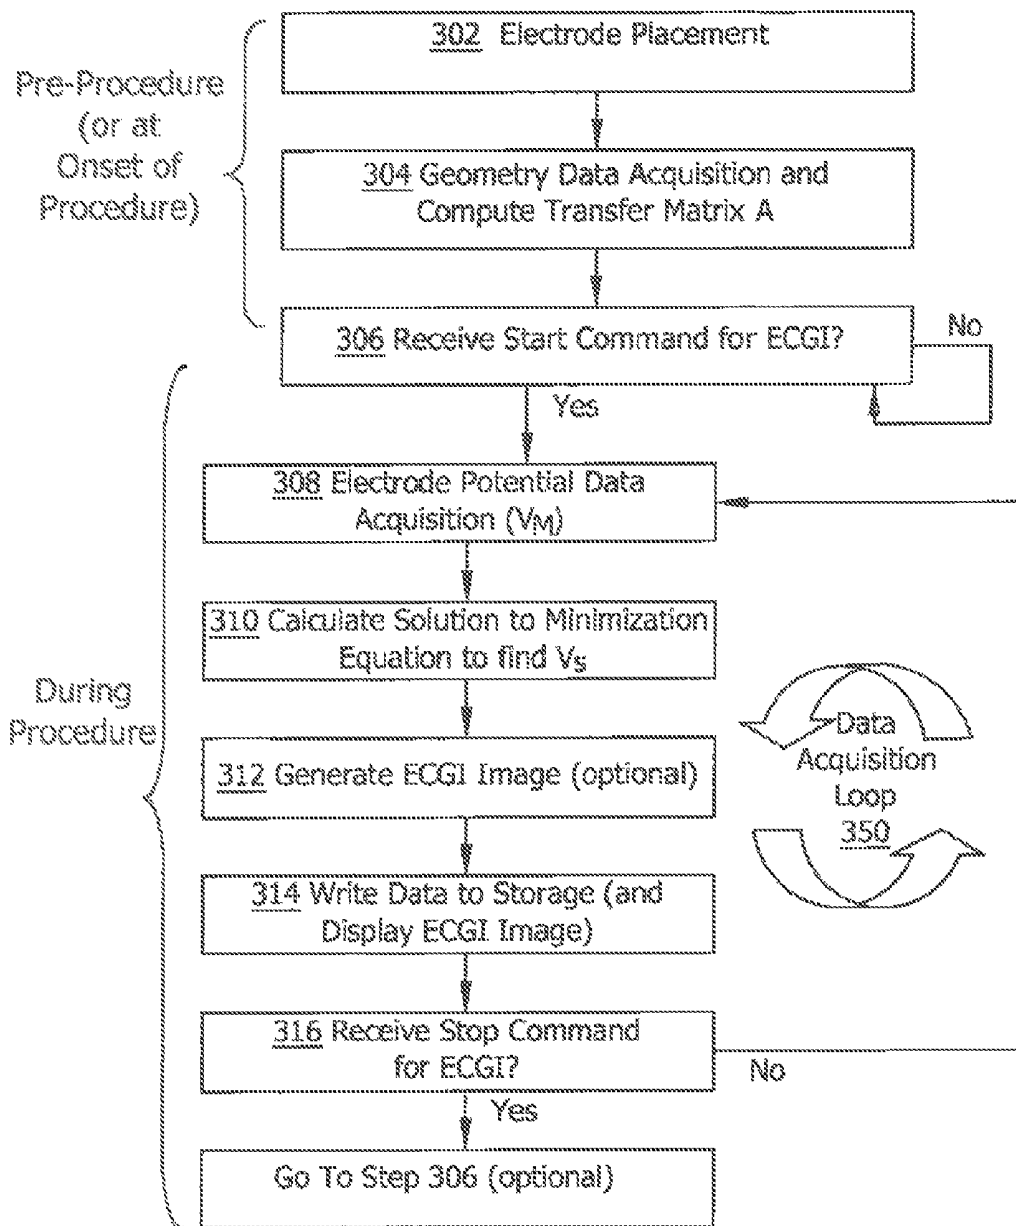 302 Electrode Placement
Pre-Procedure
(or at
Onset of
Procedure)
304 Geometry Data Acquisition and
Compute Transfer Matrix A
306 Receive Start Command for ECGI?
No
Yes
308 Electrode Potential Data
Acquisition (VM)
310 Calculate Solution to Minimization
Equation to find VS
During
Procedure
312 Generate ECGI Image (optional)
Data
Acquisition
Loop
350
314 Write Data to Storage (and
Display ECGI Image)
316 Receive Stop Command
for ECGI?
No
Yes
Go To Step 306 (optional)